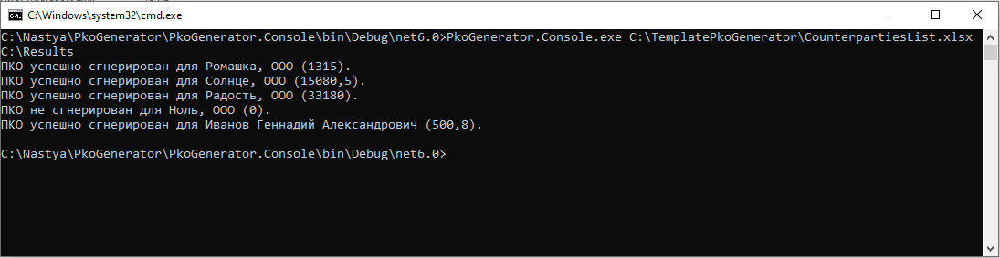 C:\Windows\system32\cmd.exe
C:\Nastya\PkoGenerator\PkoGenerator.Console\bin\Debug\net6.0>PkoGenerator.Console.exe C:\TemplatePkoGenerator\CounterpartiesList.xlsx
C:\Results
ПКО успешно сгнерирован для Ромашка, ООО (1315).
ПКО успешно сгнерирован для Солнце, ООО (15080,5).
ПКО успешно сгнерирован для Радость, ООО (33180).
ПКО не сгнерирован для Ноль, ООО (0).
ПКО успешно сгнерирован для Иванов Геннадий Александрович (500,8).
C:\Nastya\PkoGenerator\PkoGenerator.Console\bin\Debug\net6.0>